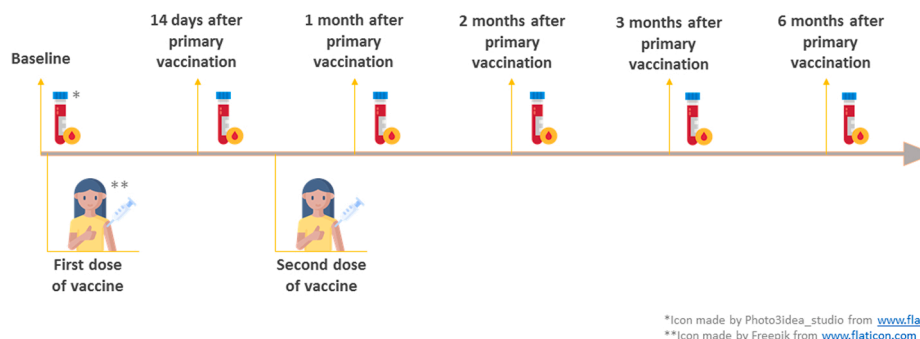 Baseline
14 days after
primary
vaccination
1 month after
primary
vaccination
2 months after
primary
vaccination
3 months after
primary
vaccination
6 months after
primary
vaccination
*
**
First dose
of vaccine
Second dose
of vaccine
*Icon made by Photo3idea_studio from www.fla
**Icon made by Freepik from www.flaticon.com